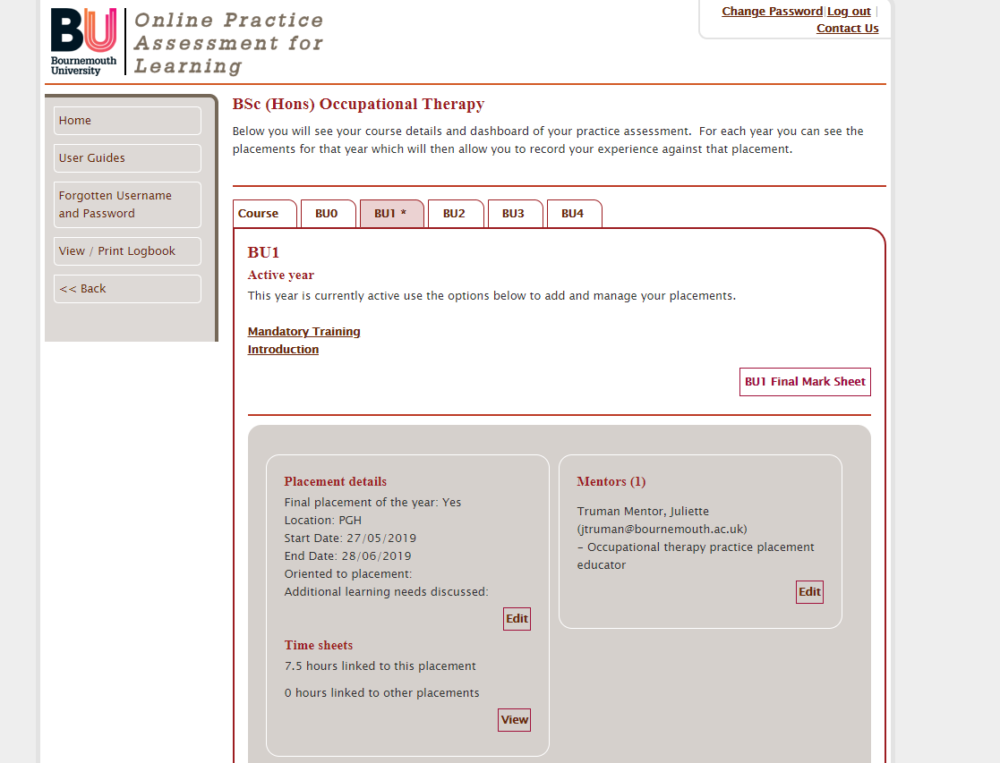 BU
Bournemouth
University
Online Practice
Assessment for
Learning
Change Password| Log out |
Contact Us
Home
User Guides
Forgotten Username
and Password
View / Print Logbook
<< Back
BSc (Hons) Occupational Therapy
Below you will see your course details and dashboard of your practice assessment.  For each year you can see the
placements for that year which will then allow you to record your experience against that placement.
Course BU0 BU1 * BU2 BU3 BU4
BU1
Active year
This year is currently active use the options below to add and manage your placements.
Mandatory Training
Introduction
BU1 Final Mark Sheet
Placement details
Final placement of the year: Yes
Location: PGH
Start Date: 27/05/2019
End Date: 28/06/2019
Oriented to placement:
Additional learning needs discussed:
Edit
Time sheets
7.5 hours linked to this placement
0 hours linked to other placements
View
Mentors (1)
Truman Mentor, Juliette
(jtruman@bournemouth.ac.uk)
- Occupational therapy practice placement
educator
Edit